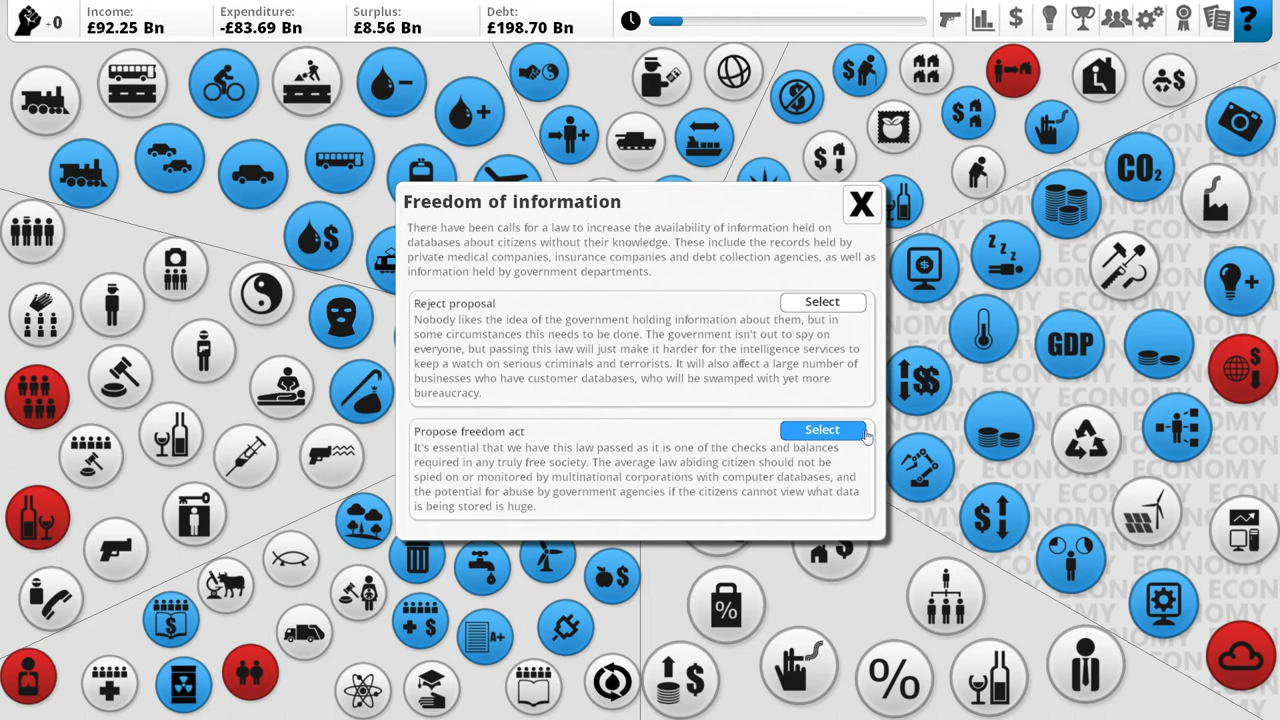 +0
Income:
£92.25 Bn
Expenditure:
-£83.69 Bn
Surplus:
£8.56 Bn
Debt:
£198.70 Bn
$
?
Freedom of information
X
There have been calls for a law to increase the availability of information held on
databases about citizens without their knowledge. These include the records held by
private medical companies, insurance companies and debt collection agencies, as well as
information held by government departments.
Reject proposal
Select
Nobody likes the idea of the government holding information about them, but in
some circumstances this needs to be done. The government isn't out to spy on
everyone, but passing this law will just make it harder for the intelligence services to
keep a watch on serious criminals and terrorists. It will also affect a large number of
businesses who have customer databases, who will be swamped with yet more
bureaucracy.
Propose freedom act
Select
It's essential that we have this law passed as it is one of the checks and balances
required in any truly free society. The average law abiding citizen should not be
spied on or monitored by multinational corporations with computer databases, and
the potential for abuse by government agencies if the citizens cannot view what data
is being stored is huge.
CO2
GDP
ZZZ
A+
%
%
ECONOMY